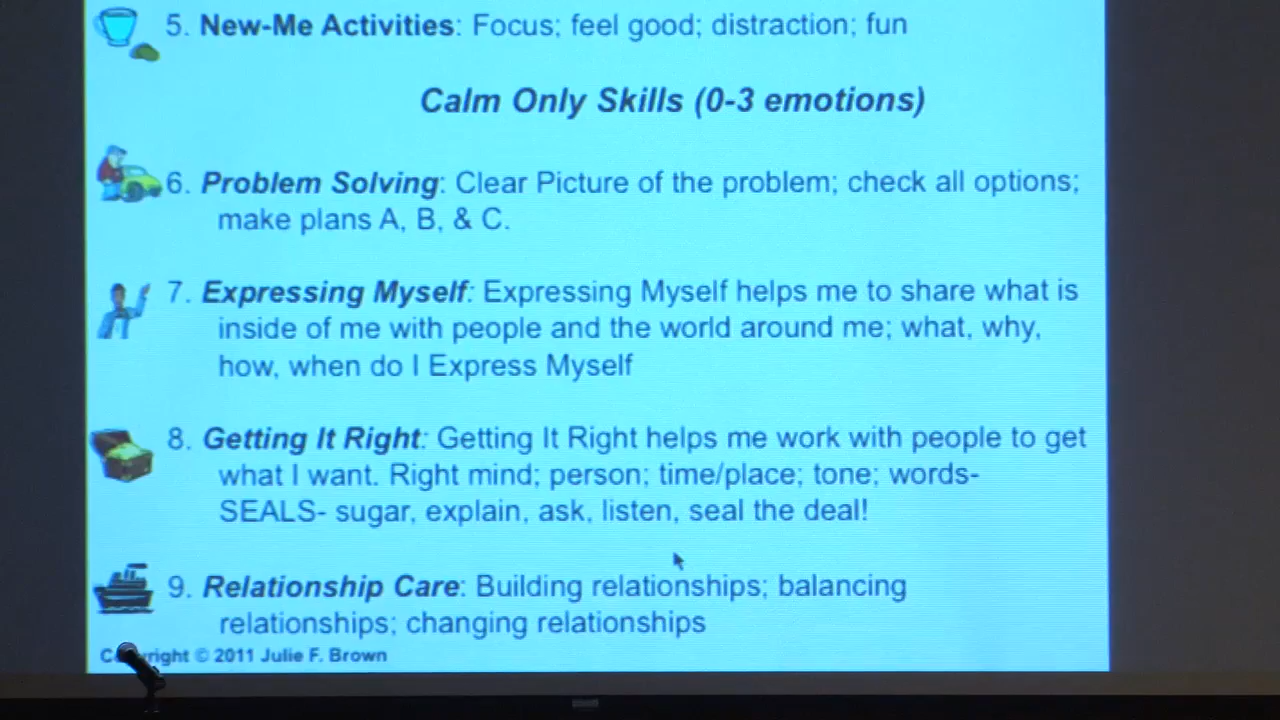 5. New-Me Activities: Focus; feel good; distraction; fun
Calm Only Skills (0-3 emotions)
6. Problem Solving: Clear Picture of the problem; check all options;
make plans A, B, & C.
7. Expressing Myself: Expressing Myself helps me to share what is
inside of me with people and the world around me; what, why,
how, when do I Express Myself
8. Getting It Right: Getting It Right helps me work with people to get
what I want. Right mind; person; time/place; tone; words-
SEALS- sugar, explain, ask, listen, seal the deal!
9. Relationship Care: Building relationships; balancing
relationships; changing relationships
Copyright © 2011 Julie F. Brown